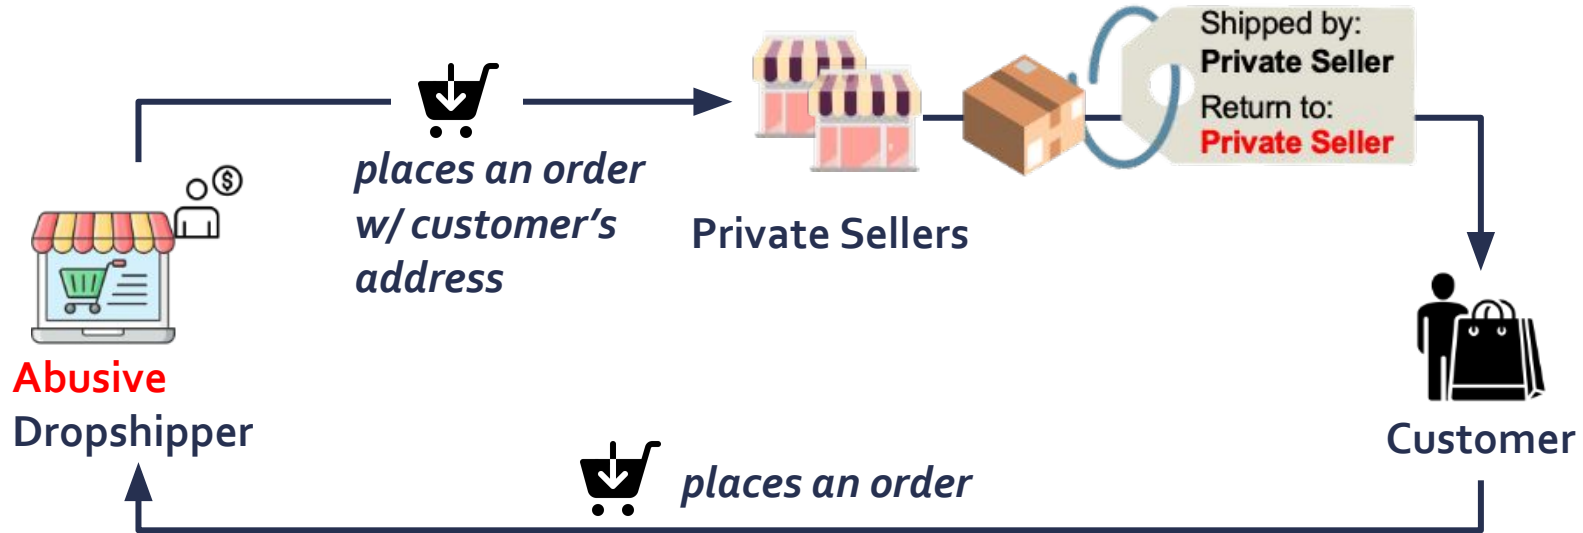 Shipped by:
Private Seller
Return to:
Private Seller
places an order
w/ customer’s
address
Private Sellers
$
Abusive
Dropshipper
Customer
places an order